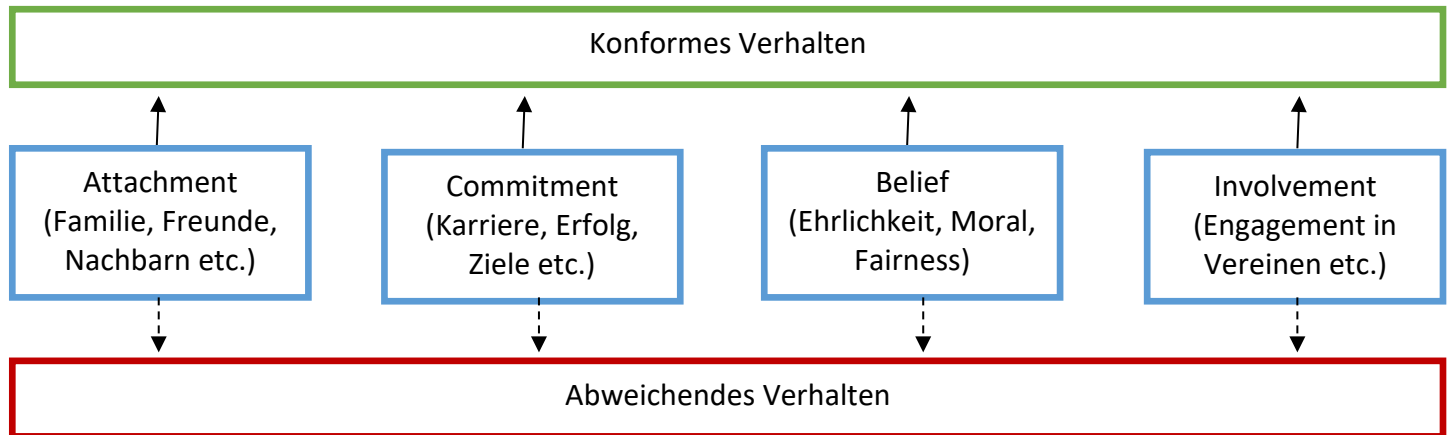 Konformes Verhalten
Attachment
(Familie, Freunde,
Nachbarn etc.)
Commitment
(Karriere, Erfolg,
Ziele etc.)
Belief
(Ehrlichkeit, Moral,
Fairness)
Involvement
(Engagement in
Vereinen etc.)
Abweichendes Verhalten